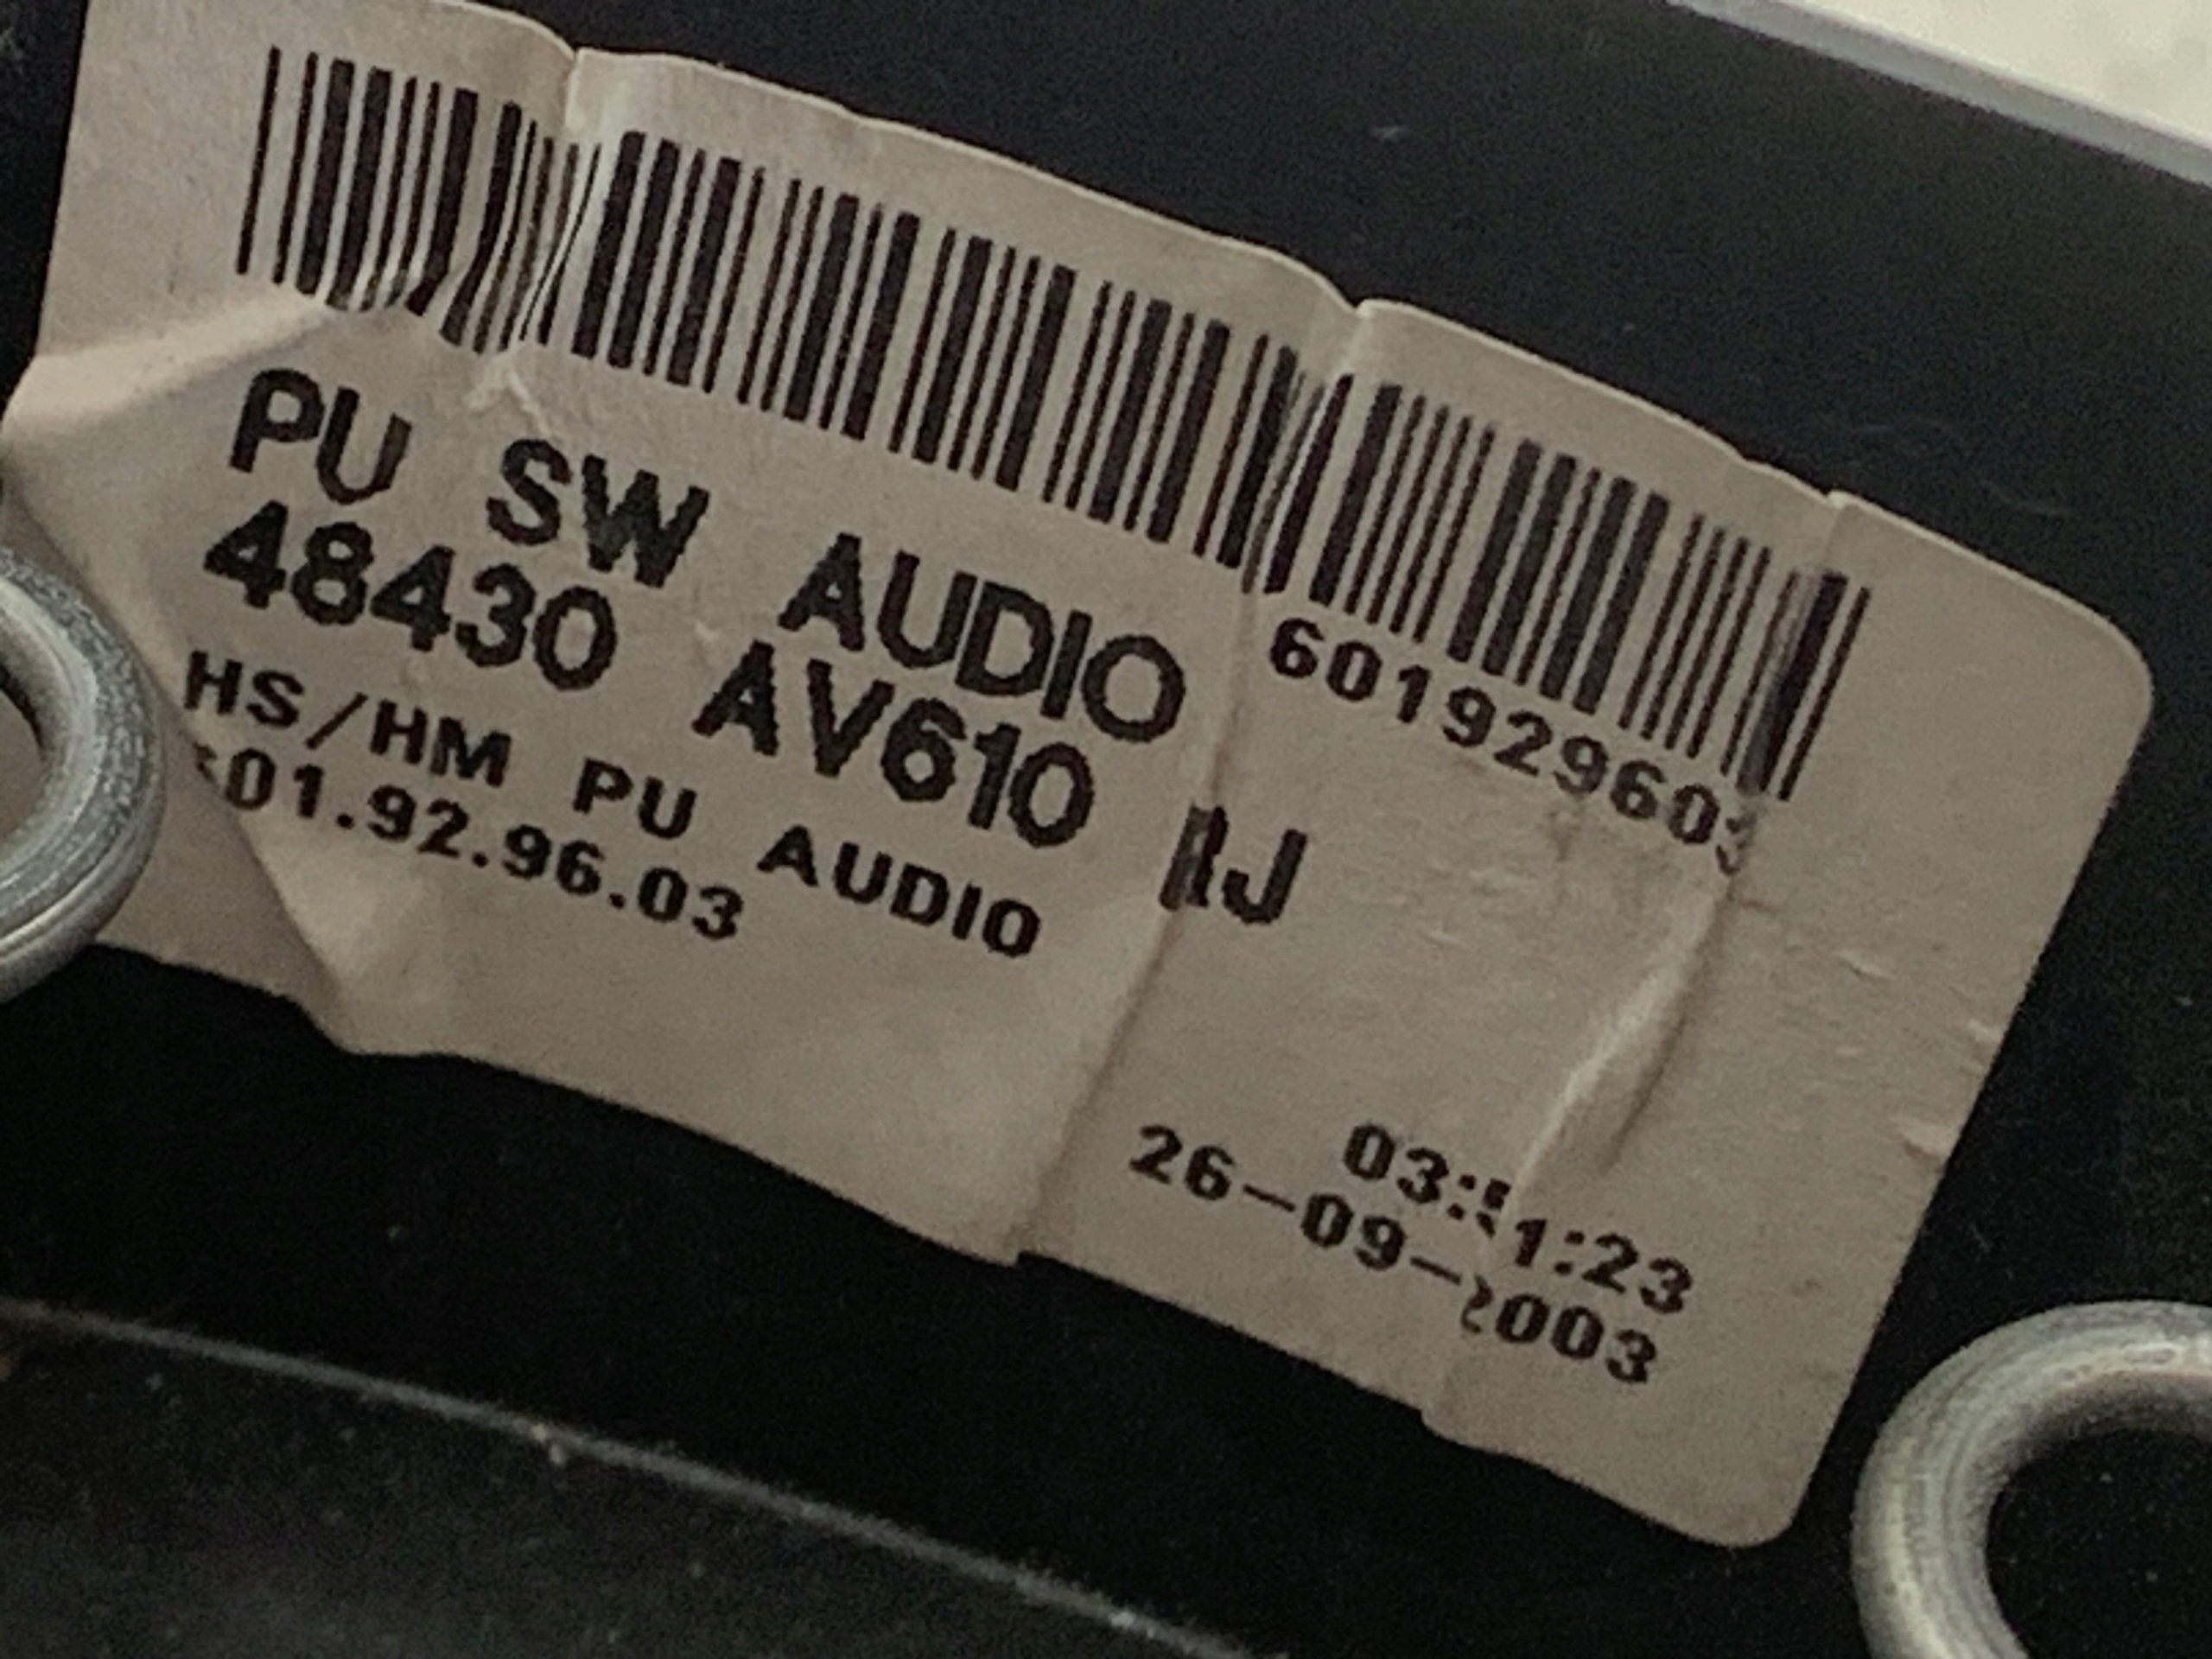 601929603
PU SW AUDIO
48430 AV610
HS/HM PU AUDIO
601.92.96.03
03:51:23
26-09-2003